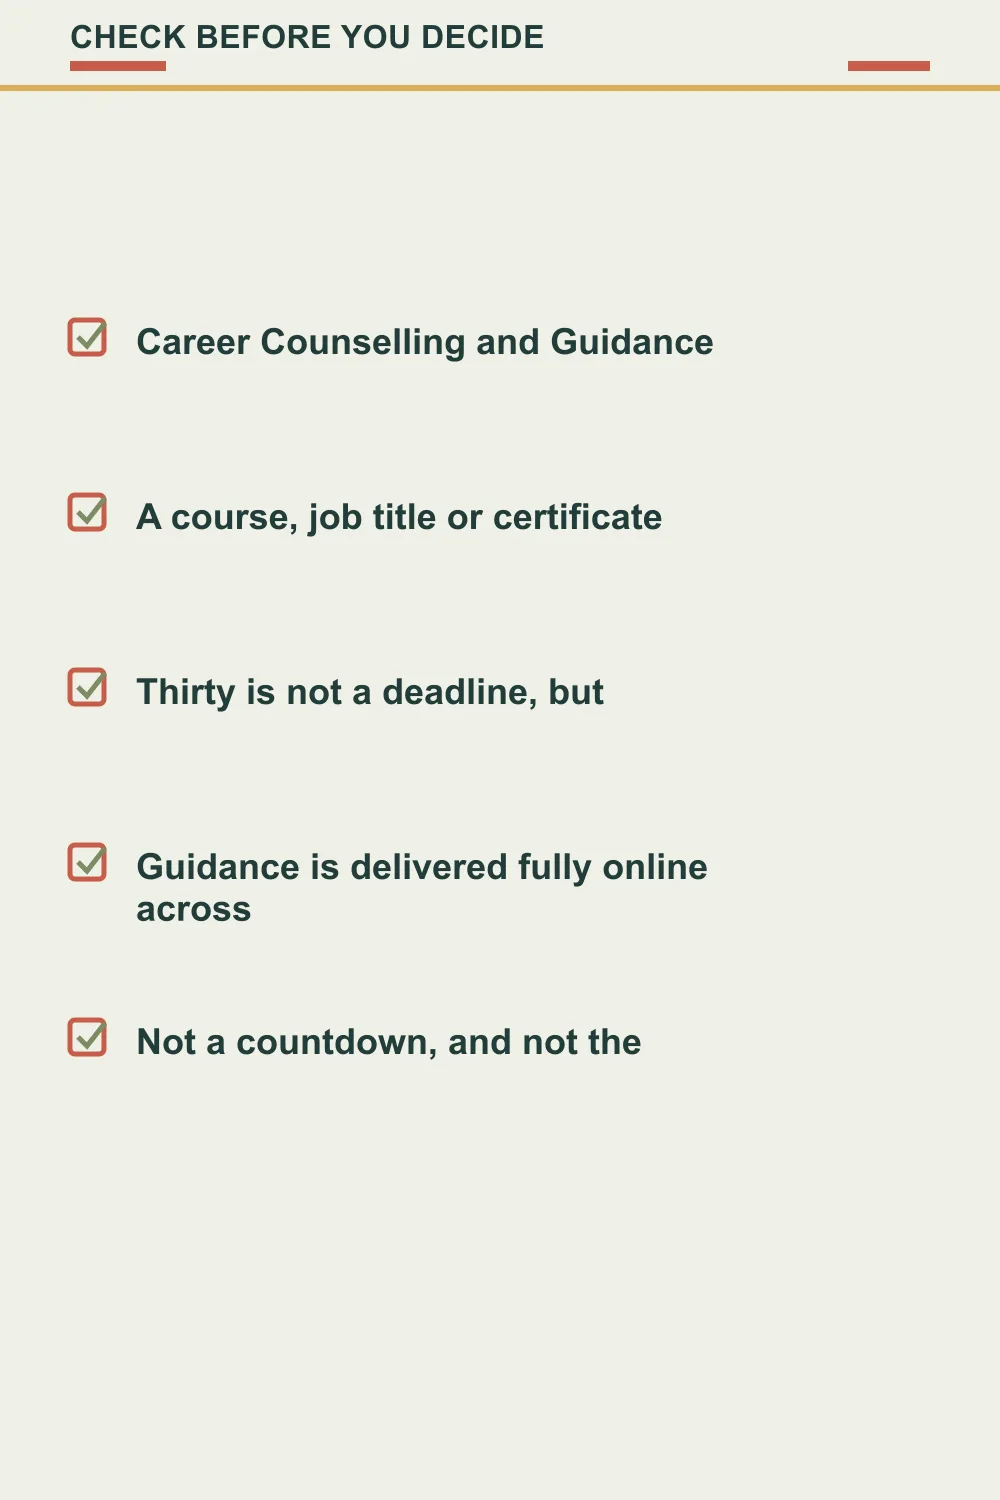 CHECK BEFORE YOU DECIDE
Career Counselling and Guidance
A course, job title or certificate
Thirty is not a deadline, but
Guidance is delivered fully online
across
Not a countdown, and not the